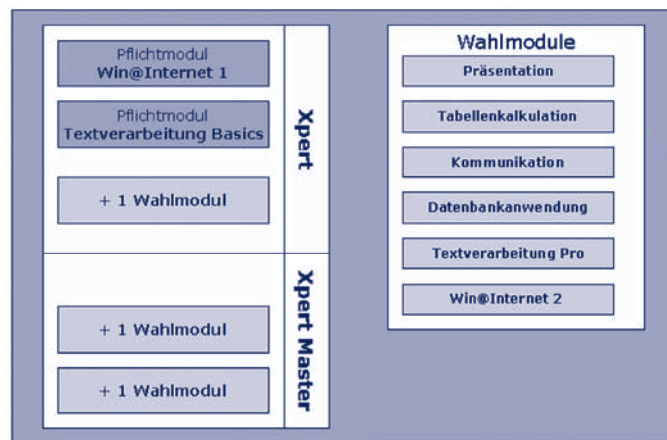 Pflichtmodul
Win@Internet 1
Pflichtmodul
Textverarbeitung Basics
+ 1 Wahlmodul
Xpert
+ 1 Wahlmodul
+ 1 Wahlmodul
Xpert Master
Wahlmodule
Präsentation
Tabellenkalkulation
Kommunikation
Datenbankanwendung
Textverarbeitung Pro
Win@Internet 2